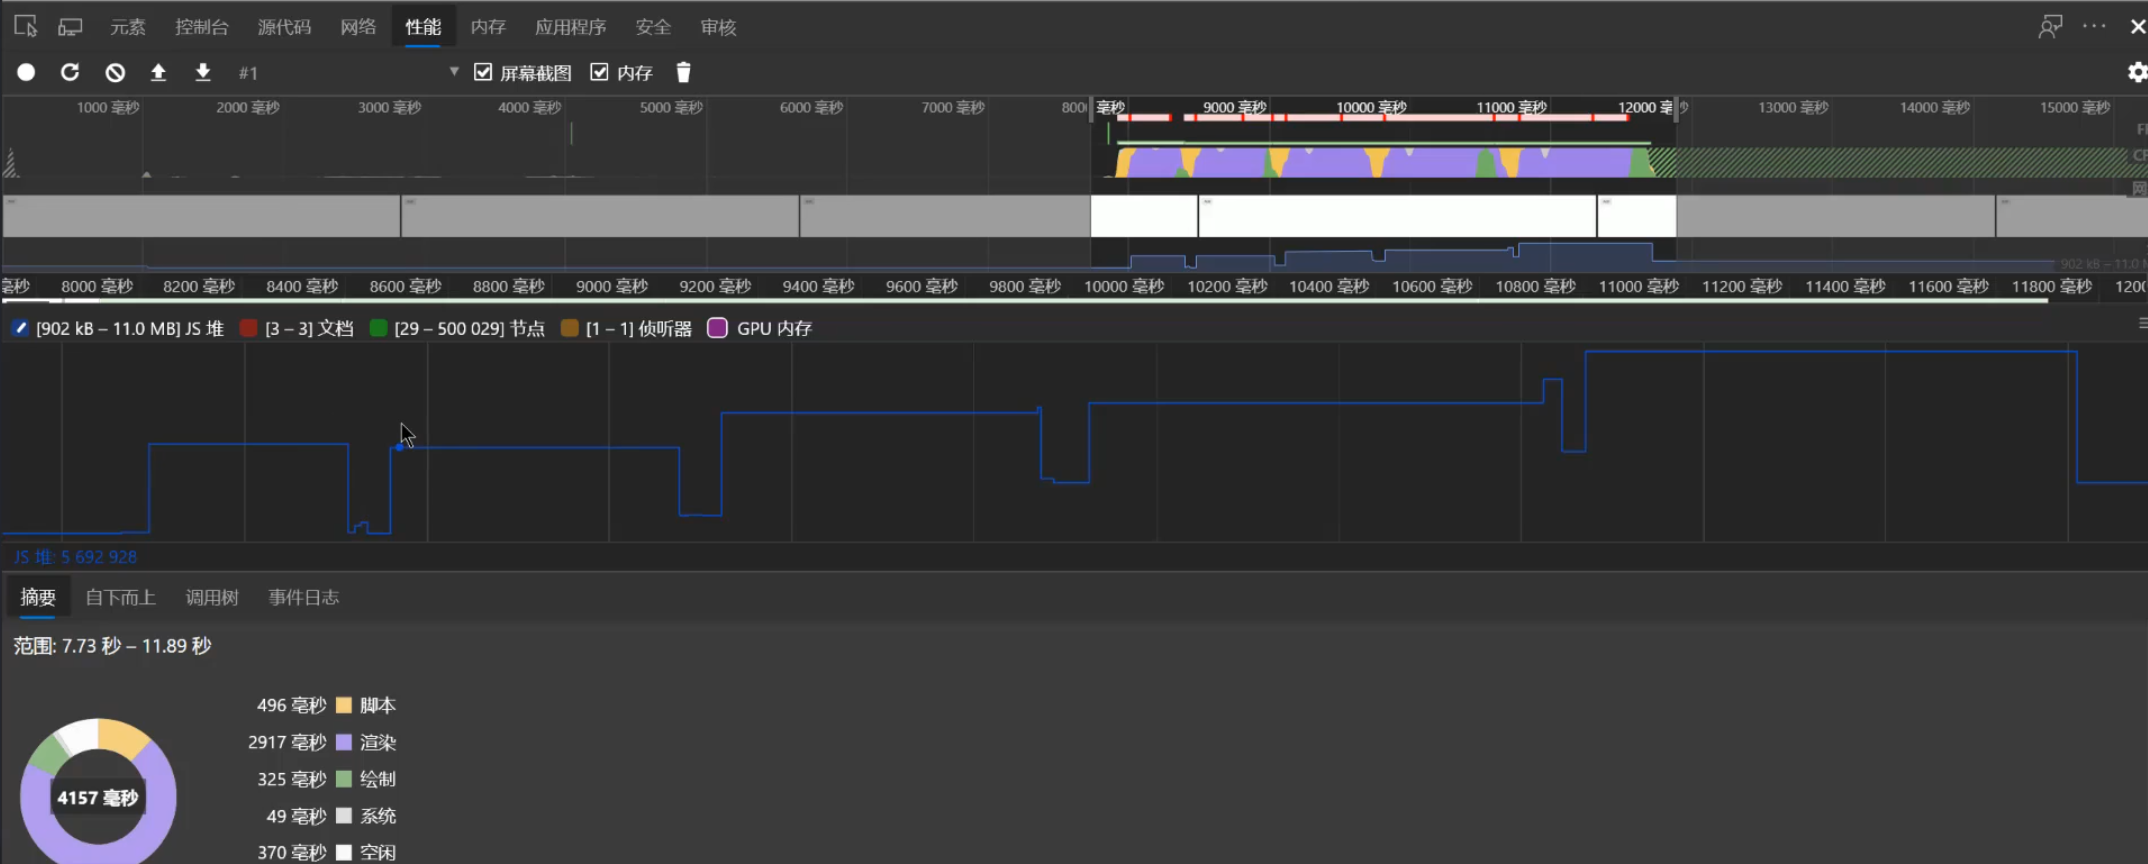 元素 控制台 源代码 网络 性能 内存 应用程序 安全 审核
#1 屏幕截图 内存
1000 毫秒 2000 毫秒 3000 毫秒 4000 毫秒 5000 毫秒 6000 毫秒 7000 毫秒 800 毫秒 9000 毫秒 10000 毫秒 11000 毫秒 12000 毫秒 13000 毫秒 14000 毫秒 15000 毫秒
网
902 kB – 11.0 M
毫秒 8000 毫秒 8200 毫秒 8400 毫秒 8600 毫秒 8800 毫秒 9000 毫秒 9200 毫秒 9400 毫秒 9600 毫秒 9800 毫秒 10000 毫秒 10200 毫秒 10400 毫秒 10600 毫秒 10800 毫秒 11000 毫秒 11200 毫秒 11400 毫秒 11600 毫秒 11800 毫秒 1200
[902 kB – 11.0 MB] JS 堆 [3 – 3] 文档 [29 – 500 029] 节点 [1 – 1] 侦听器 GPU 内存
JS 堆: 5 692 928
摘要 自下而上 调用树 事件日志
范围: 7.73 秒 – 11.89 秒
496 毫秒 脚本
2917 毫秒 渲染
325 毫秒 绘制
4157 毫秒
49 毫秒 系统
370 毫秒 空闲